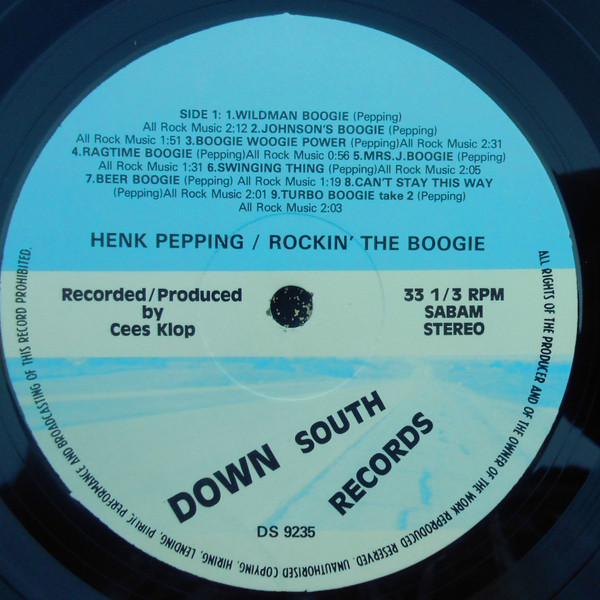 SIDE 1: 1.WILDMAN BOOGIE (Pepping)
All Rock Music 2:12 2.JOHNSON'S BOOGIE (Pepping)
All Rock Music 1:51 3.BOOGIE WOOGIE POWER (Pepping)All Rock Music 2:31
4.RAGTIME BOOGIE (Pepping)All Rock Music 0:56 5.MRS.J.BOOGIE (Pepping)
All Rock Music 1:31 6.SWINGING THING (Pepping)All Rock Music 2:05
7.BEER BOOGIE (Pepping) All Rock Music 1:19 8.CAN'T STAY THIS WAY
(Pepping)All Rock Music 2:01 9.TURBO BOOGIE take 2 (Pepping)
All Rock Music 2:03
HENK PEPPING / ROCKIN' THE BOOGIE
Recorded/Produced
by
Cees Klop
33 1/3 RPM
SABAM
STEREO
DOWN SOUTH
RECORDS
DS 9235
ALL RIGHTS OF THE PRODUCER AND OF THE OWNER OF THE WORK REPRODUCED RESERVED. UNAUTHORISED COPYING, HIRING, LENDING, PUBLIC PERFORMANCE AND BROADCASTING OF THIS RECORD PROHIBITED.